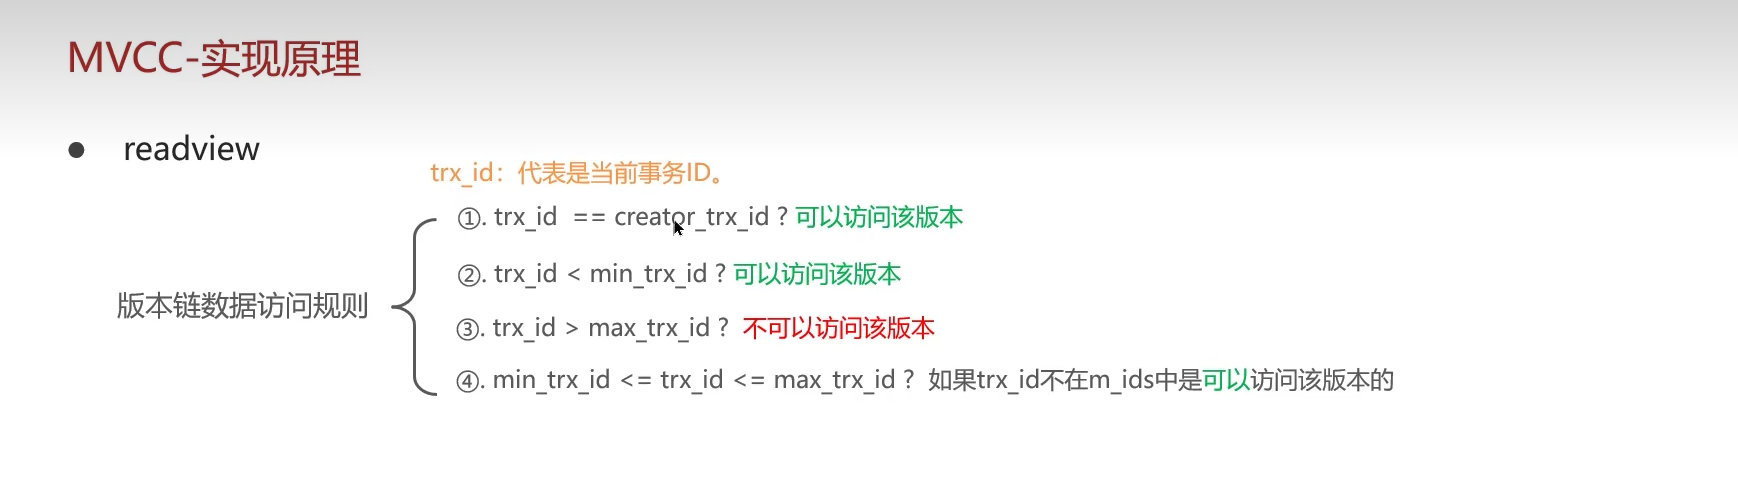 MVCC-实现原理
● readview
trx_id：代表是当前事务ID。
①. trx_id == creator_trx_id ? 可以访问该版本
②. trx_id < min_trx_id ? 可以访问该版本
版本链数据访问规则
③. trx_id > max_trx_id ? 不可以访问该版本
④. min_trx_id <= trx_id <= max_trx_id ? 如果trx_id不在m_ids中是可以访问该版本的